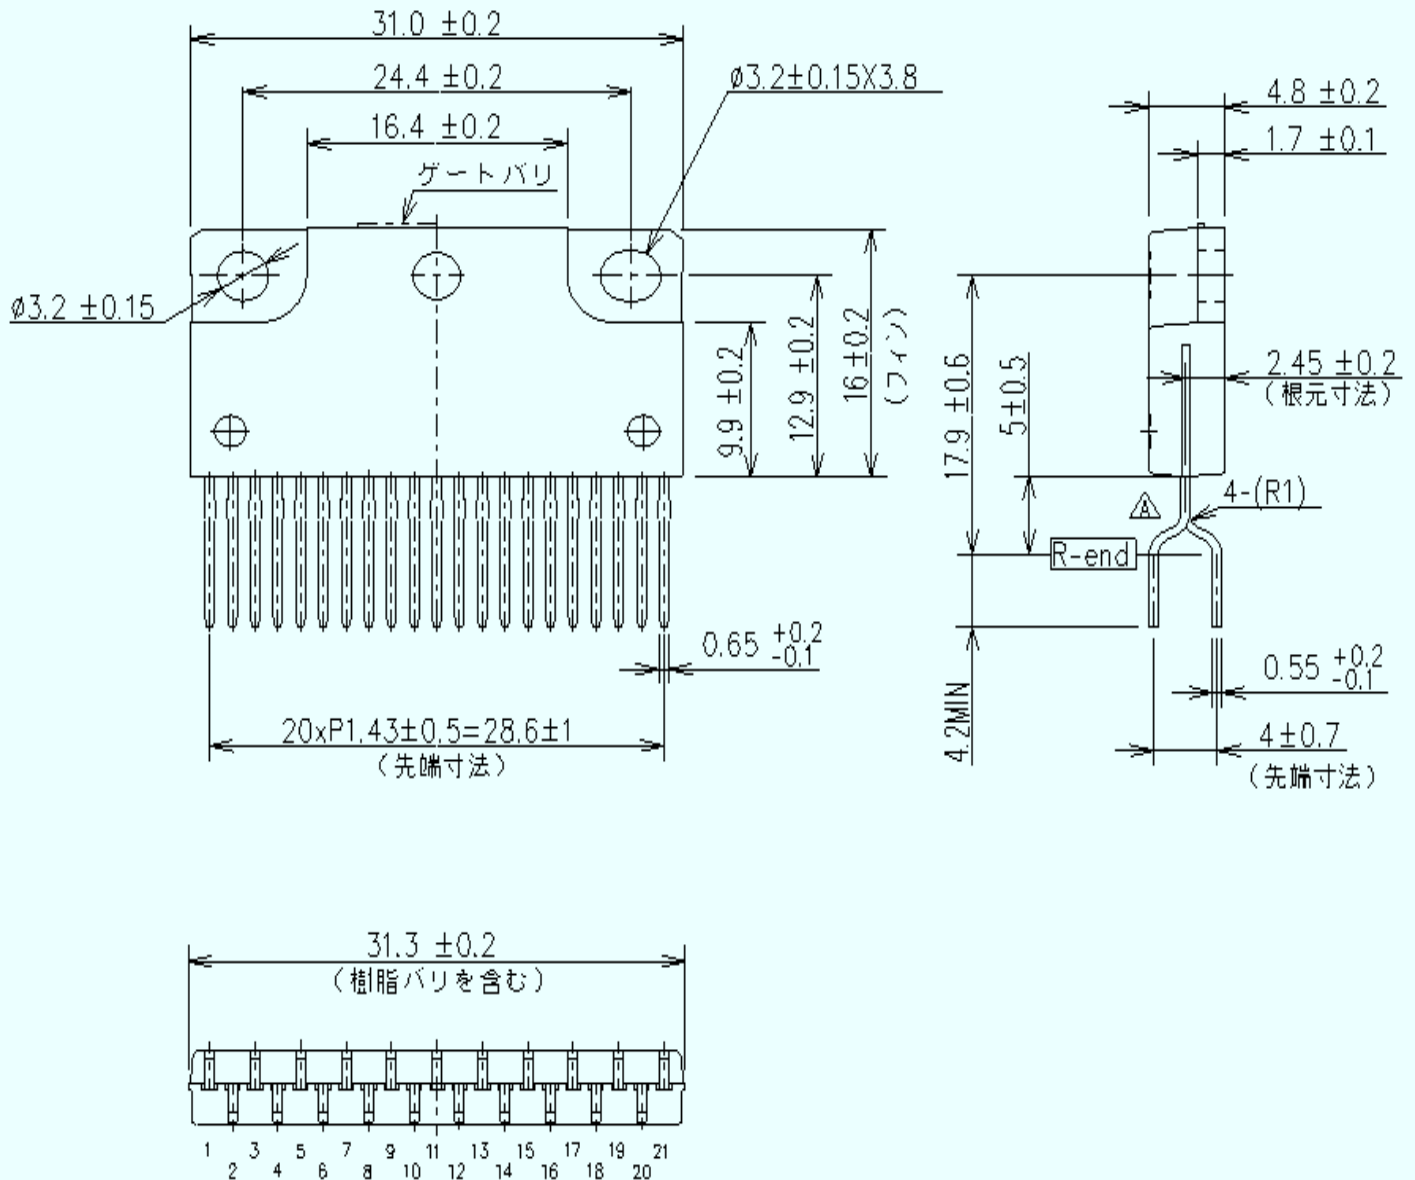 31.0 ±0.2
24.4 ±0.2
16.4 ±0.2
ゲートバリ
ø3.2±0.15X3.8
ø3.2 ±0.15
9.9 ±0.2
12.9 ±0.2
16±0.2
(フィン)
0.65 +0.2
-0.1
20xP1.43±0.5=28.6±1
(先端寸法)
4.8 ±0.2
1.7 ±0.1
17.9 ±0.6
5±0.5
2.45 ±0.2
(根元寸法)
A
4-(R1)
R-end
4.2MIN
0.55 +0.2
-0.1
4±0.7
(先端寸法)
31.3 ±0.2
(樹脂バリを含む)
1 3 5 7 9 11 13 15 17 19 21
2 4 6 8 10 12 14 16 18 20